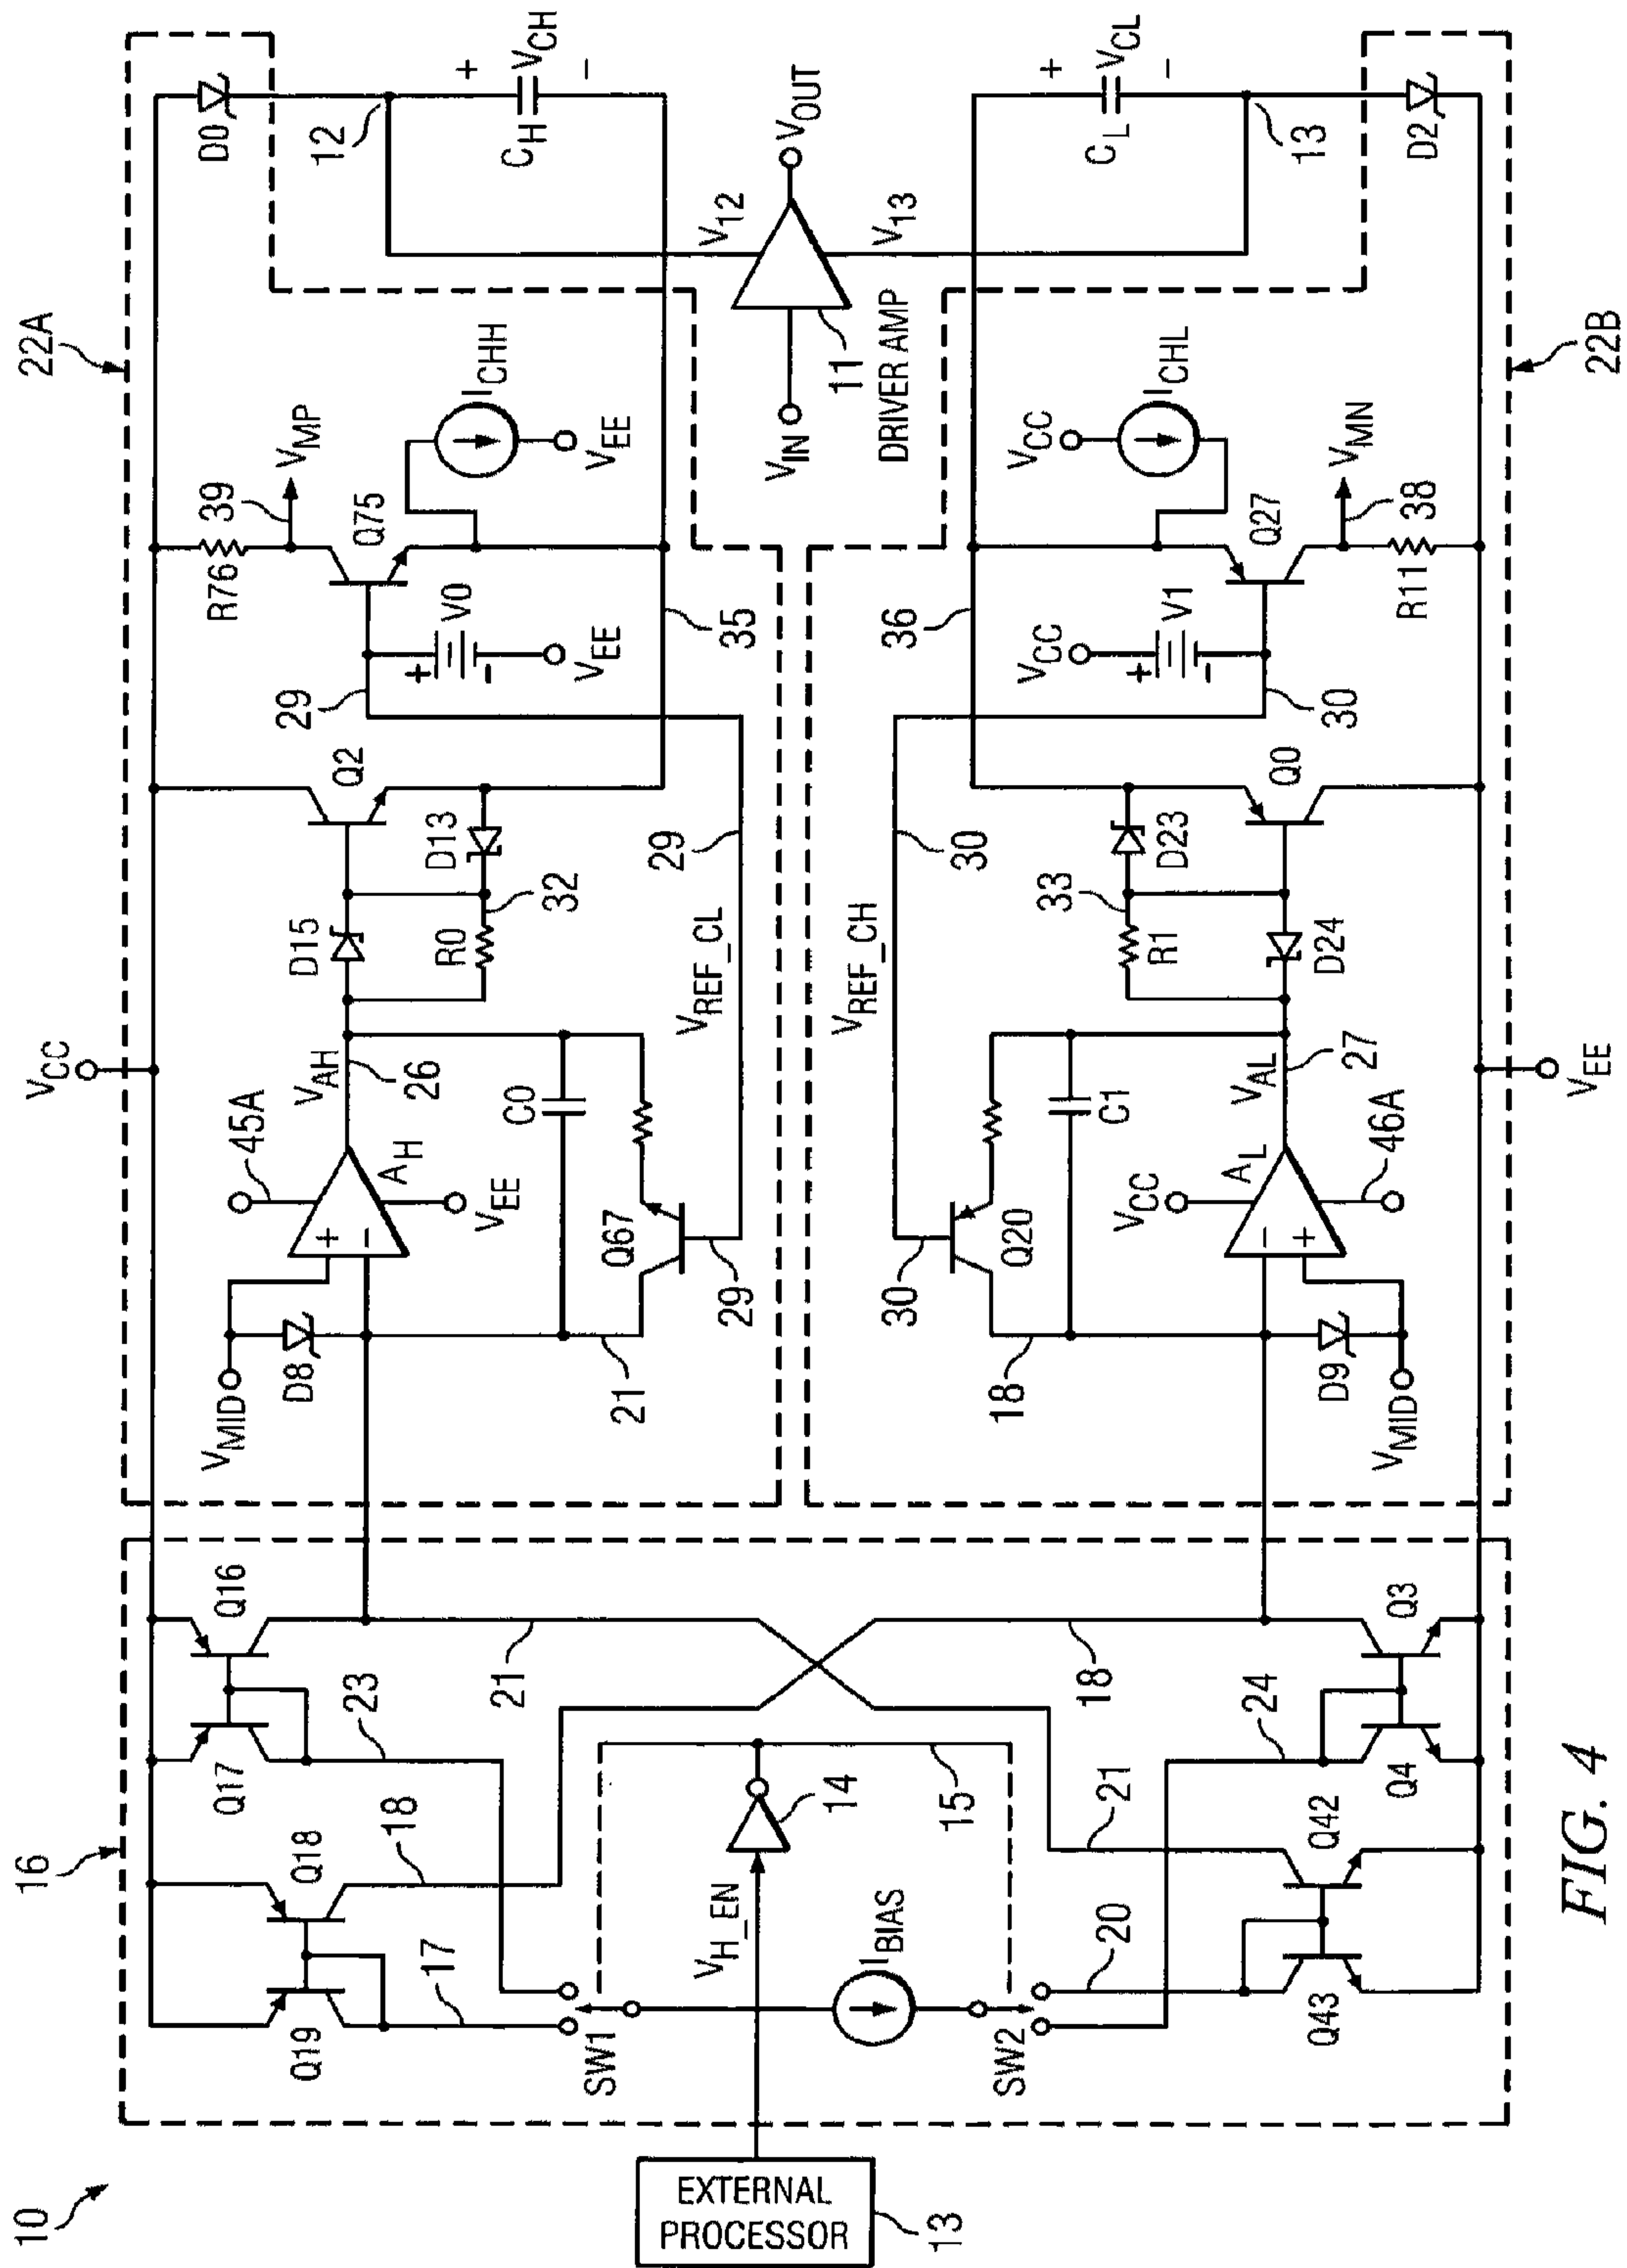 10
16
22A
VCC
D0
12
CH
+
VCH
-
39
VMP
R76
Q75
ICHH
VEE
29
V0
+
-
VEE
35
Q2
D13
D15
32
R0
29
VREF_CL
VAH
26
45A
AH
+
-
VEE
C0
Q67
29
21
VMID
D8
Q16
Q17
23
21
Q18
Q19
18
17
SW1
VH_EN
14
15
IBIAS
SW2
EXTERNAL
PROCESSOR
13
20
21
24
18
Q42
Q43
Q3
Q4
V12
VIN
11
VOUT
V13
DRIVER AMP
+
VCL
-
CL
13
D2
36
VCC
ICHL
VCC
V1
+
-
30
Q27
VMN
38
R11
30
VREF_CH
33
D23
R1
Q0
D24
VAL
27
C1
VCC
AL
-
+
46A
Q20
30
18
D9
VMID
VEE
22B
FIG. 4